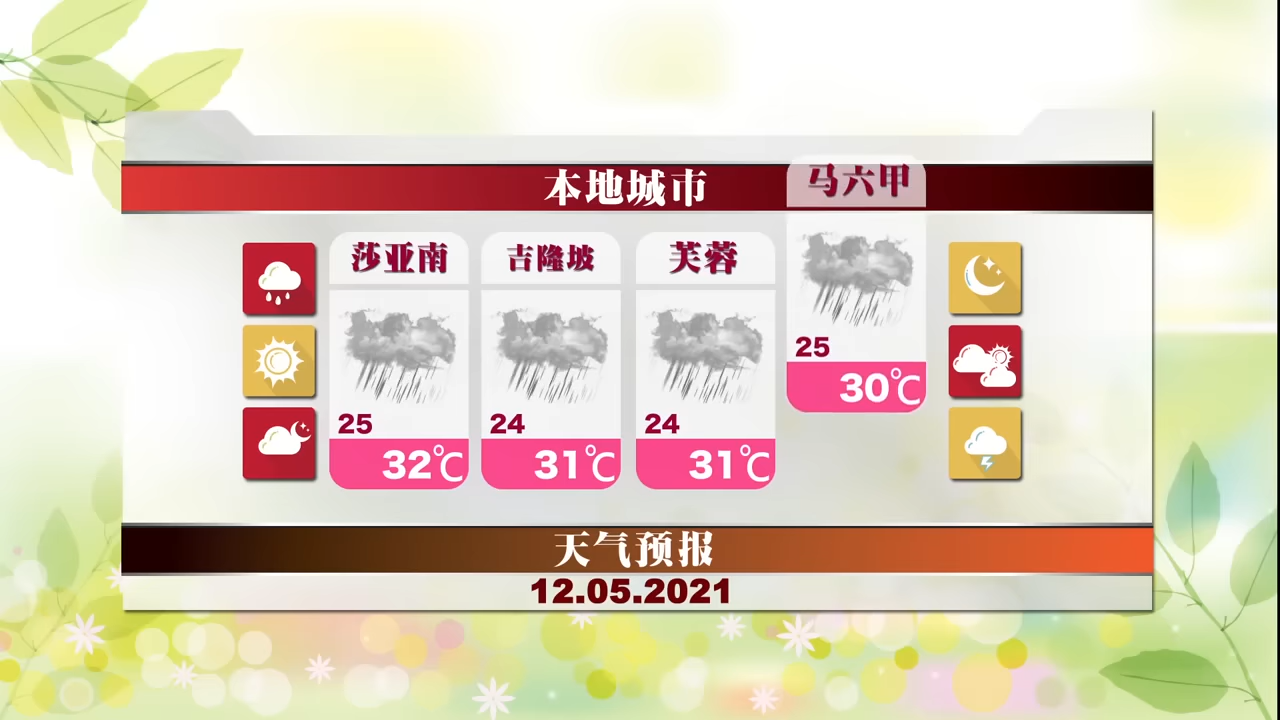 本地城市
莎亚南
25
32℃
吉隆坡
24
31℃
芙蓉
24
31℃
马六甲
25
30℃
天气预报
12.05.2021